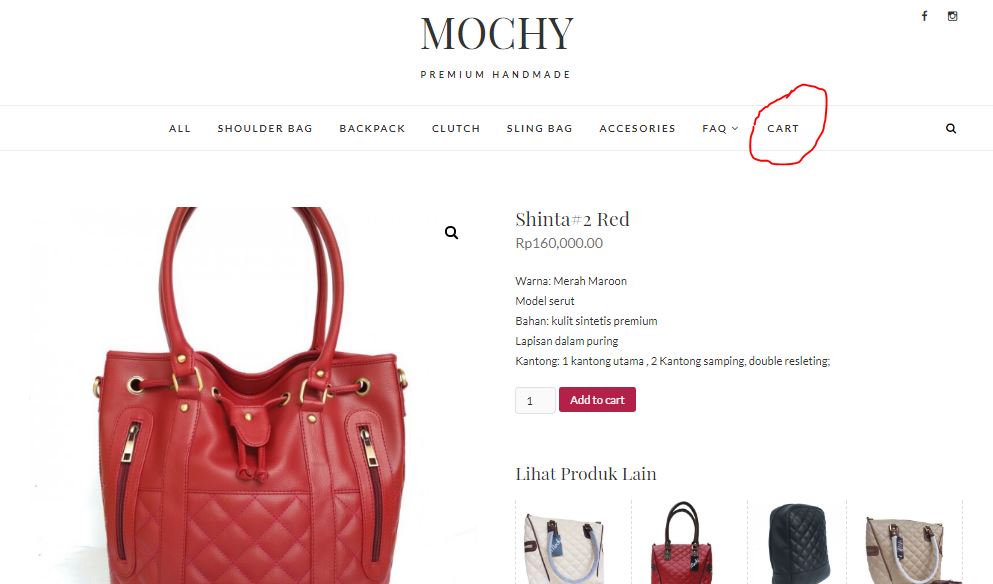 MOCHY
PREMIUM HANDMADE
ALL SHOULDER BAG BACKPACK CLUTCH SLING BAG ACCESORIES FAQ CART
Shinta#2 Red
Rp160,000.00
Warna: Merah Maroon
Model serut
Bahan: kulit sintetis premium
Lapisan dalam puring
Kantong: 1 kantong utama , 2 Kantong samping, double resleting;
1 Add to cart
Lihat Produk Lain